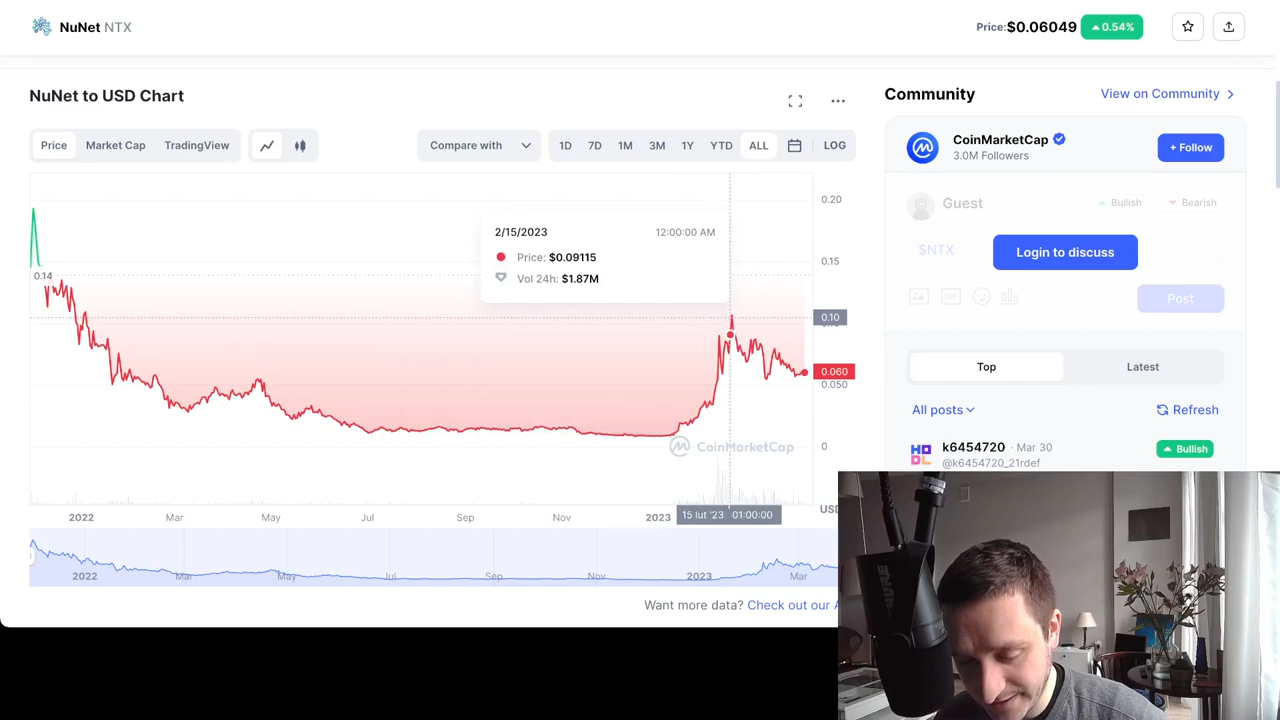 NuNet NTX
Price:$0.06049 0.54%
NuNet to USD Chart
Price Market Cap TradingView
Compare with
1D 7D 1M 3M 1Y YTD ALL LOG
0.20
0.15
0.14
0.10
0.060
0.050
0
2/15/2023 12:00:00 AM
Price: $0.09115
Vol 24h: $1.87M
CoinMarketCap
2022 Mar May Jul Sep Nov 2023
15 lut '23 01:00:00
USD
2022 Mar May Jul Sep Nov 2023 Mar
Want more data? Check out our A
Community
View on Community
CoinMarketCap
3.0M Followers
+ Follow
Guest
Bullish
Bearish
$NTX
Login to discuss
GIF
Post
Top Latest
All posts
Refresh
k6454720 · Mar 30
@k6454720_21rdef
Bullish
HO
DL